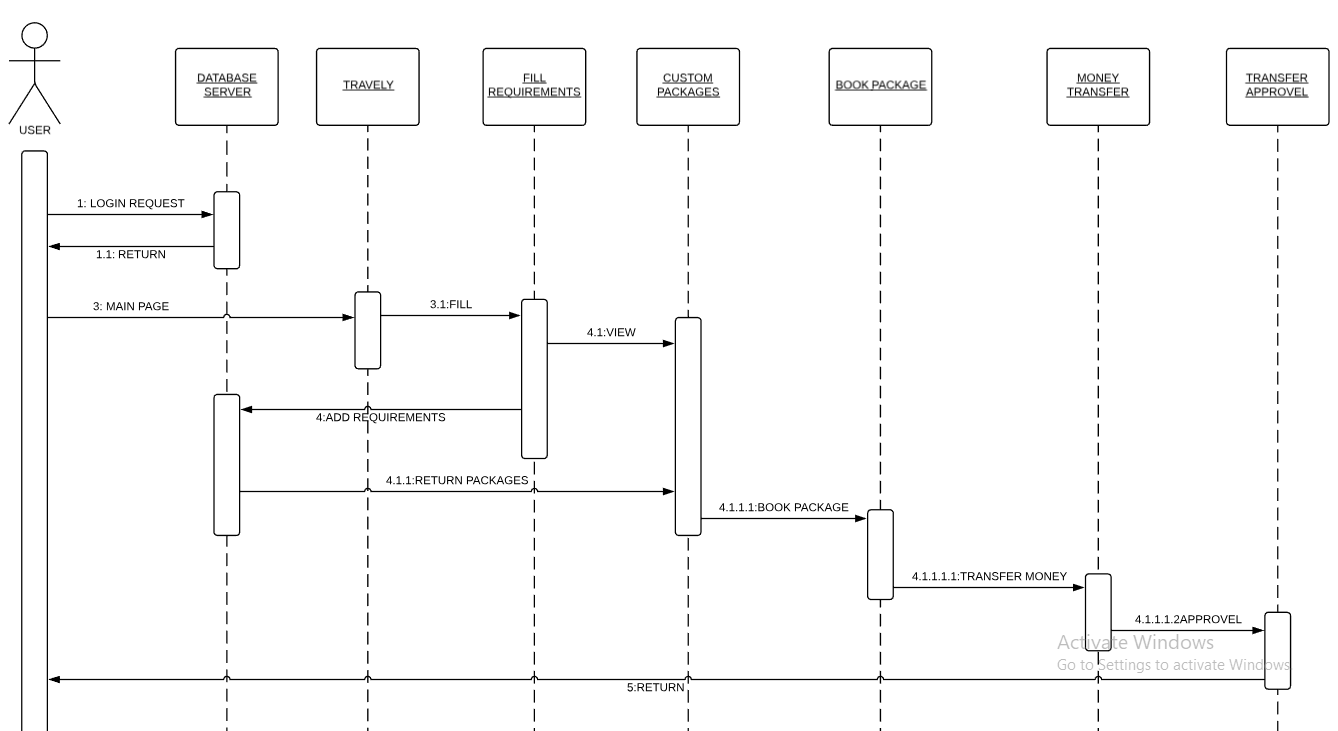 USER
DATABASE
SERVER
TRAVELY
FILL
REQUIREMENTS
CUSTOM
PACKAGES
BOOK PACKAGE
MONEY
TRANSFER
TRANSFER
APPROVEL
1: LOGIN REQUEST
1.1: RETURN
3: MAIN PAGE
3.1:FILL
4.1:VIEW
4:ADD REQUIREMENTS
4.1.1:RETURN PACKAGES
4.1.1.1:BOOK PACKAGE
4.1.1.1.1:TRANSFER MONEY
4.1.1.1.2APPROVEL
Activate Windows
Go to Settings to activate Windows
5:RETURN